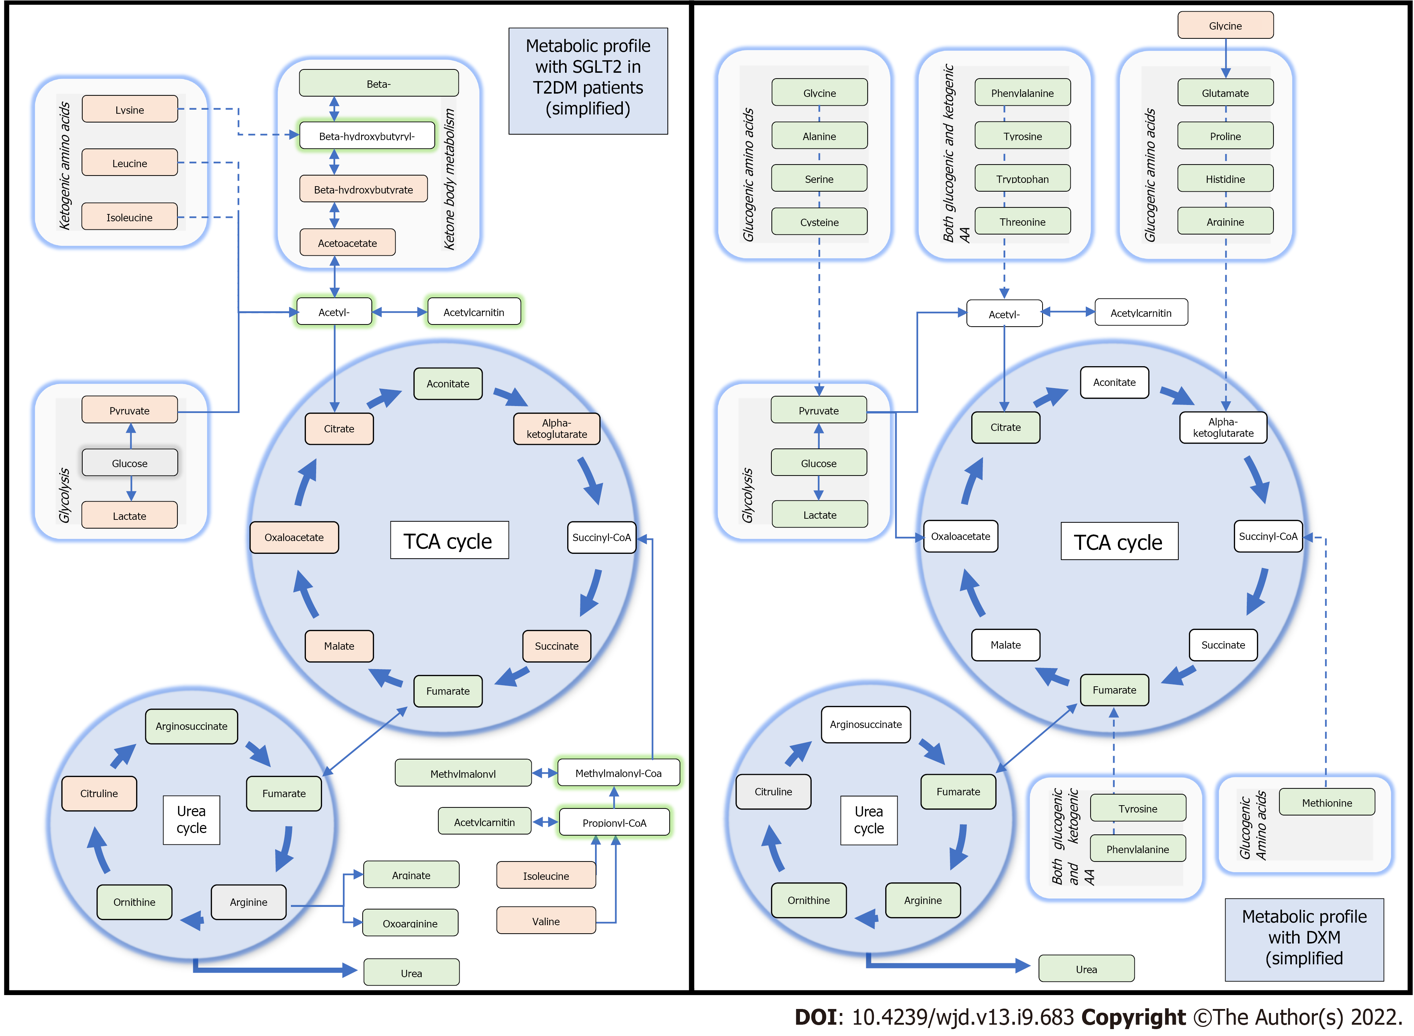 Metabolic profile
with SGLT2 in
T2DM patients
(simplified)
Ketogenic amino acids
Lysine
Leucine
Isoleucine
Beta-
Beta-hydroxybutyryl-
Beta-hydroxybutyrate
Acetoacetate
Ketone body metabolism
Acetyl-
Acetylcarnitin
Glycolysis
Pyruvate
Glucose
Lactate
TCA cycle
Aconitate
Alpha-
ketoglutarate
Succinyl-CoA
Succinate
Fumarate
Malate
Oxaloacetate
Citrate
Urea
cycle
Arginosuccinate
Fumarate
Arginine
Ornithine
Citruline
Methylmalonyl
Methylmalonyl-Coa
Acetylcarnitin
Propionyl-CoA
Isoleucine
Valine
Arginate
Oxoarginine
Urea
Glucogenic amino acids
Glycine
Alanine
Serine
Cysteine
Both glucogenic and ketogenic
AA
Phenylalanine
Tyrosine
Tryptophan
Threonine
Glycine
Glucogenic amino acids
Glutamate
Proline
Histidine
Arginine
Acetyl-
Acetylcarnitin
Glycolysis
Pyruvate
Glucose
Lactate
TCA cycle
Aconitate
Alpha-
ketoglutarate
Succinyl-CoA
Succinate
Fumarate
Malate
Oxaloacetate
Citrate
Urea
cycle
Arginosuccinate
Fumarate
Arginine
Ornithine
Citruline
Urea
Both glucogenic
and ketogenic
AA
Tyrosine
Phenylalanine
Glucogenic
Amino acids
Methionine
Metabolic profile
with DXM
(simplified
DOI: 10.4239/wjd.v13.i9.683 Copyright ©The Author(s) 2022.